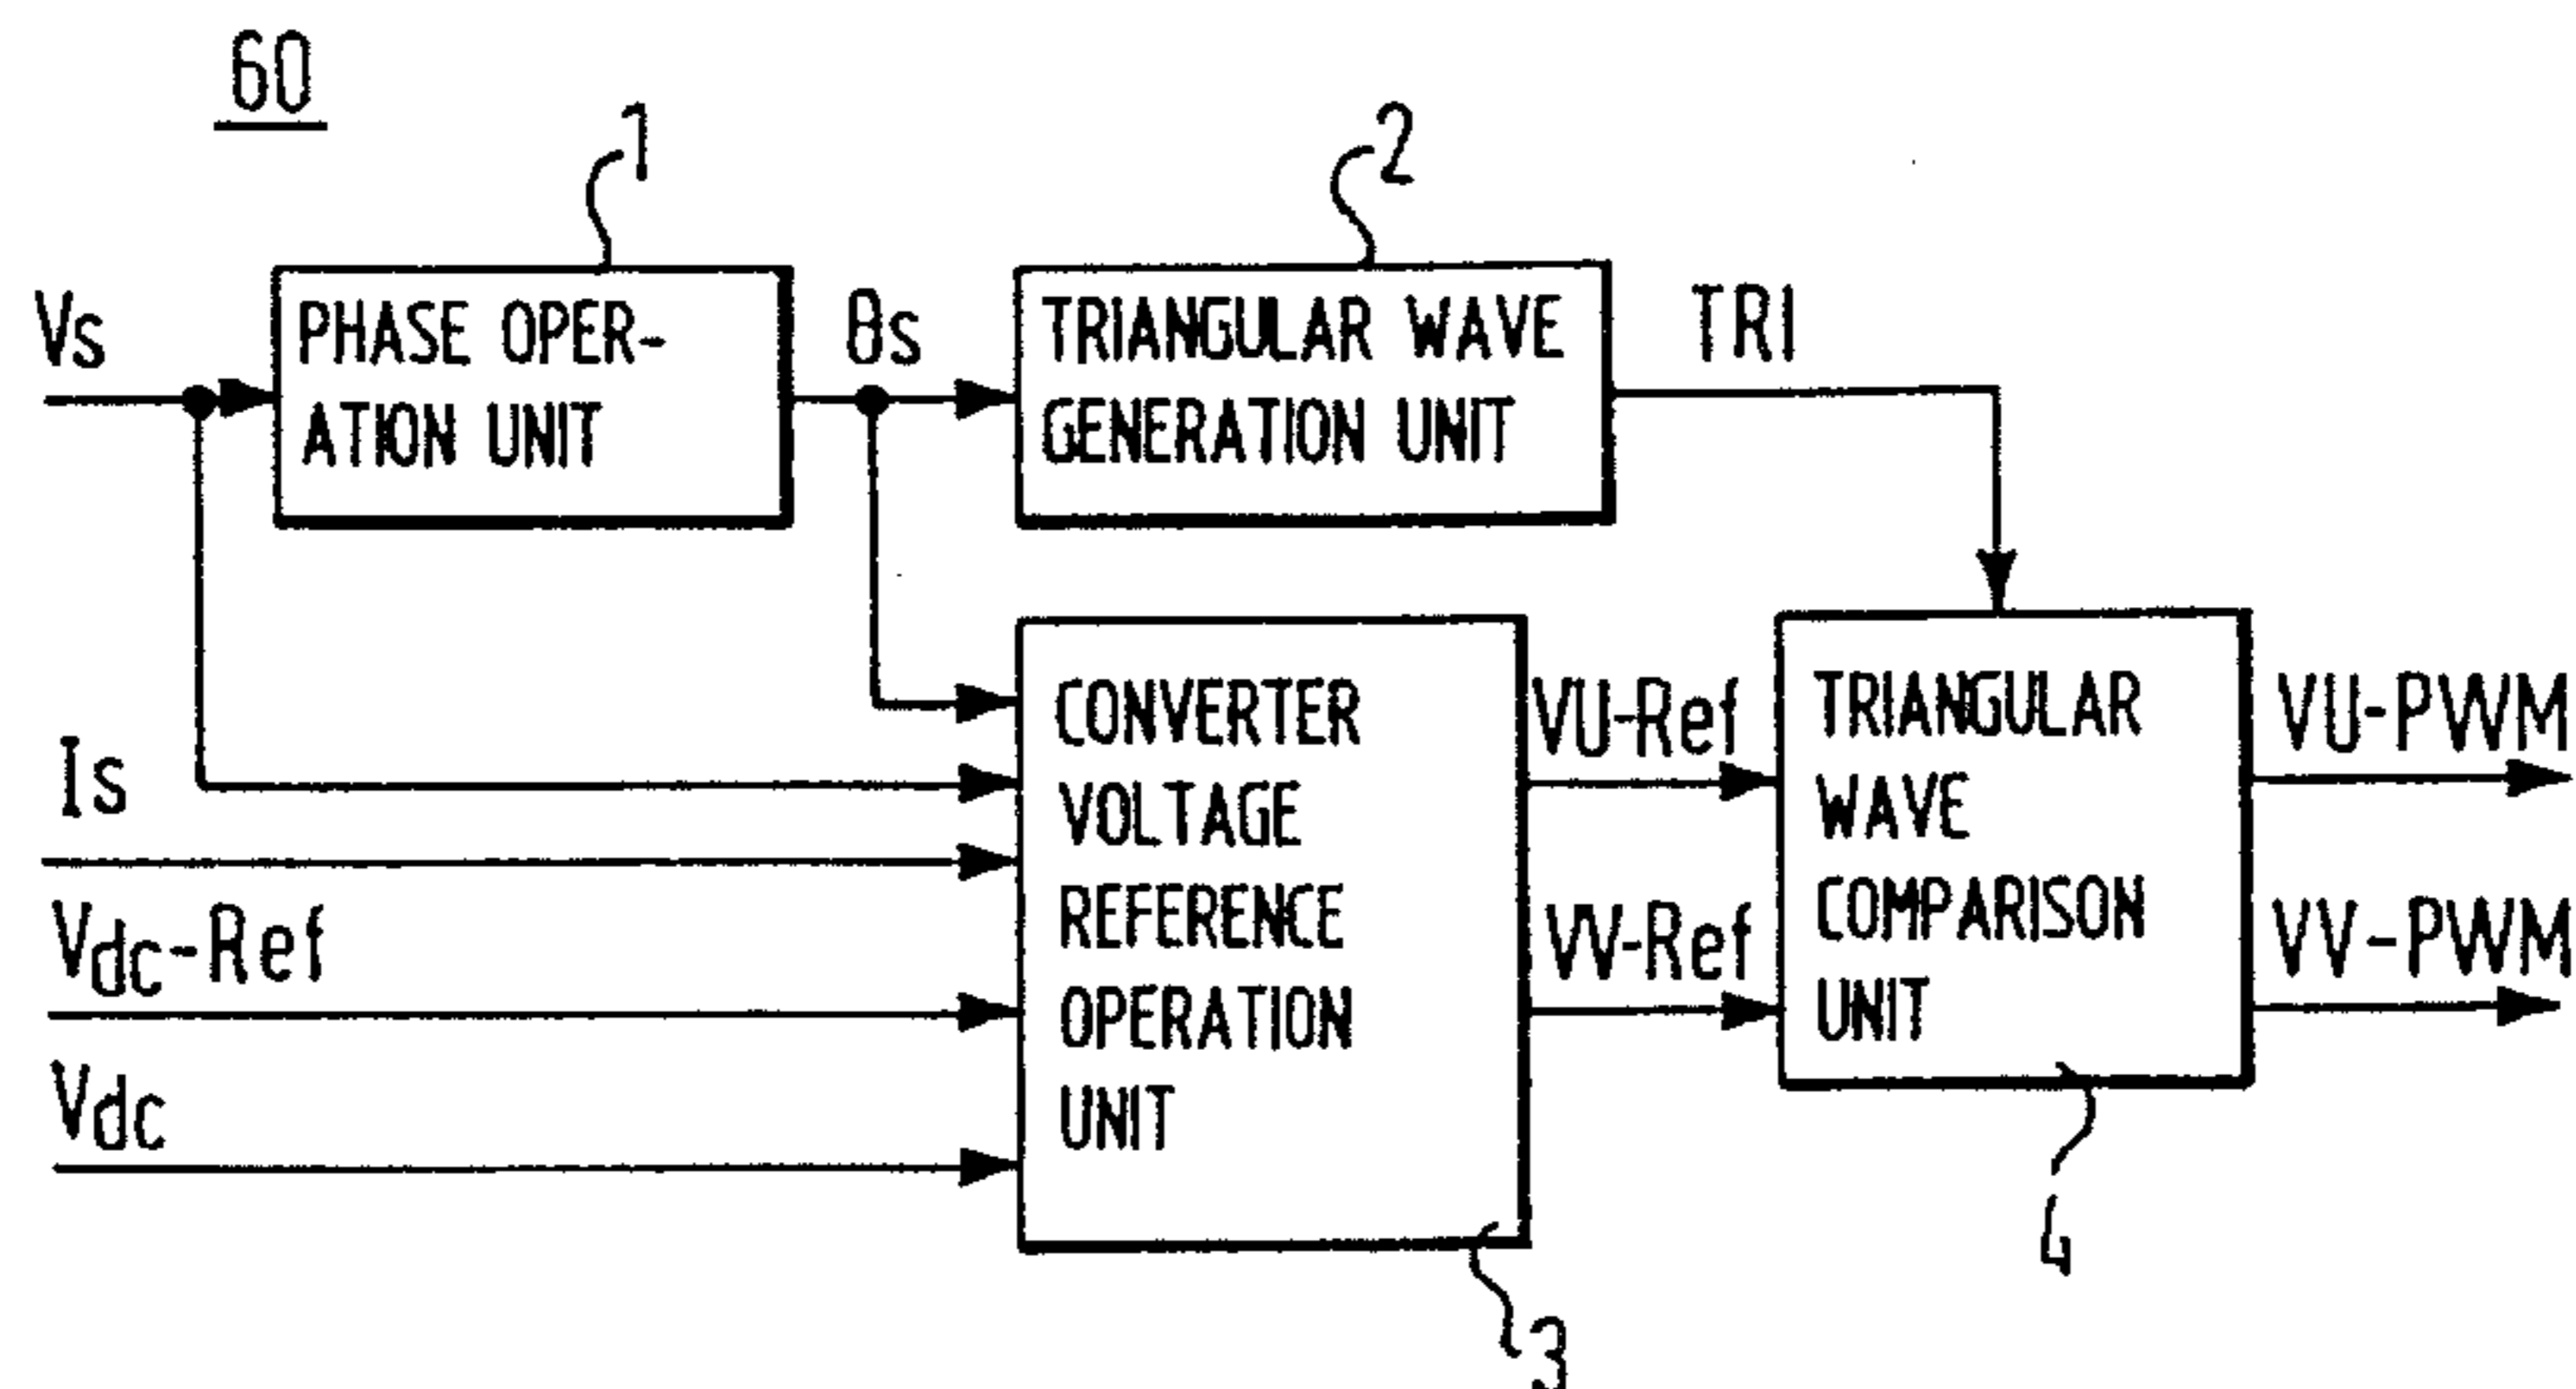 60
1
2
Vs
PHASE OPER-
ATION UNIT
θs
TRIANGULAR WAVE
GENERATION UNIT
TRI
Is
Vdc-Ref
Vdc
CONVERTER
VOLTAGE
REFERENCE
OPERATION
UNIT
VU-Ref
VV-Ref
TRIANGULAR
WAVE
COMPARISON
UNIT
VU-PWM
VV-PWM
3
4